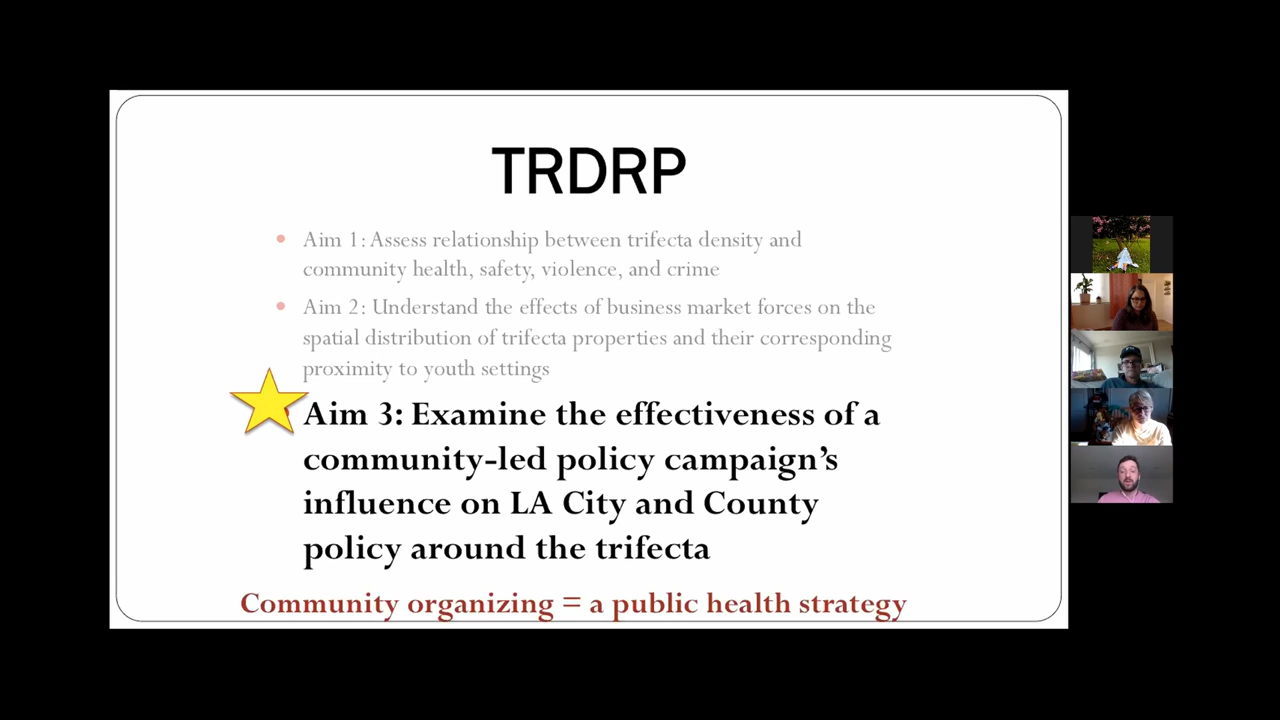 TRDRP
Aim 1: Assess relationship between trifecta density and
community health, safety, violence, and crime
Aim 2: Understand the effects of business market forces on the
spatial distribution of trifecta properties and their corresponding
proximity to youth settings
Aim 3: Examine the effectiveness of a
community-led policy campaign’s
influence on LA City and County
policy around the trifecta
Community organizing = a public health strategy